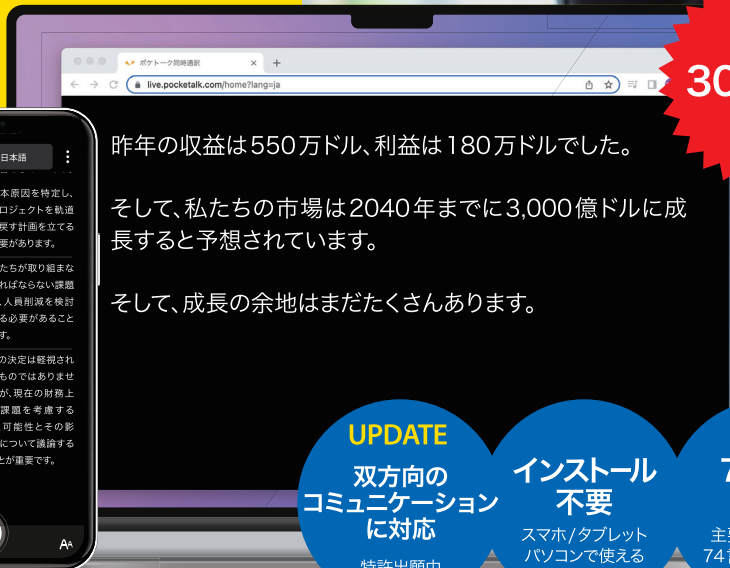 ポケトーク同時通訳
live.pocketalk.com/home?lang=ja
30
昨年の収益は550万ドル、利益は180万ドルでした。
そして、私たちの市場は2040年までに3,000億ドルに成
長すると予想されています。
そして、成長の余地はまだたくさんあります。
日本語
本原因を特定し、
ロジェクトを軌道
戻す計画を立てる
要があります。
たちが取り組まな
ればならない課題
、人員削減を検討
る必要があること
す。
の決定は軽視され
ものではありませ
が、現在の財務上
課題を考慮する
可能性とその影
について議論する
とが重要です。
AA
UPDATE
双方向の
コミュニケーション
に対応
特許出願中
インストール
不要
スマホ/タブレット
パソコンで使える
7
主要
74言